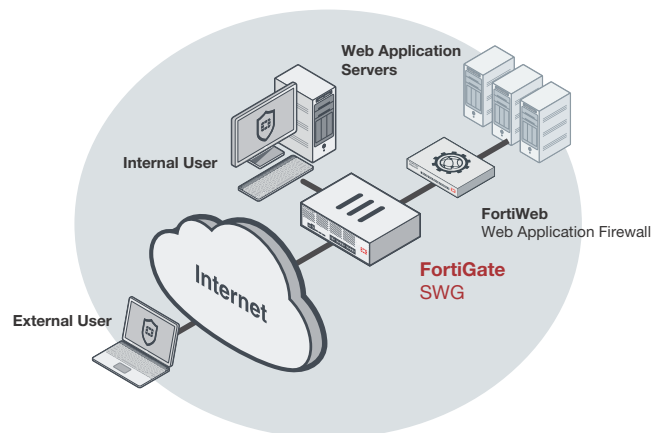 Web Application
Servers
Internal User
FortiWeb
Web Application Firewall
FortiGate
SWG
Internet
External User